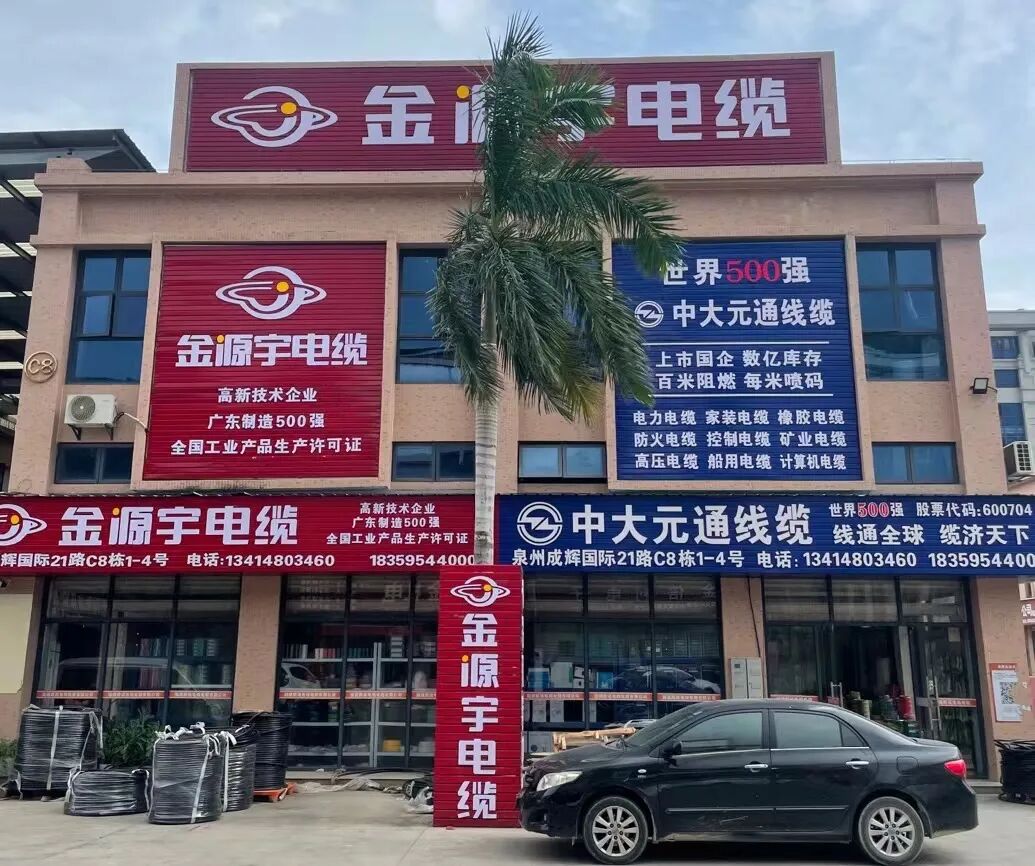 金源宇电缆
C8
金源宇电缆
高新技术企业
广东制造500强
全国工业产品生产许可证
世界500强
中大元通线缆
上市国企 数亿库存
百米阻燃 每米喷码
电力电缆 家装电缆 橡胶电缆
防火电缆 控制电缆 矿业电缆
高压电缆 船用电缆 计算机电缆
金源宇电缆
高新技术企业
广东制造500强
全国工业产品生产许可证
辉国际21路C8栋1-4号 电话:13414803460 18359544000
中大元通线缆
世界500强 股票代码:600704
线通全球 缆济天下
泉州成辉国际21路C8栋1-4号 电话:13414803460 1835954400
金源宇电缆